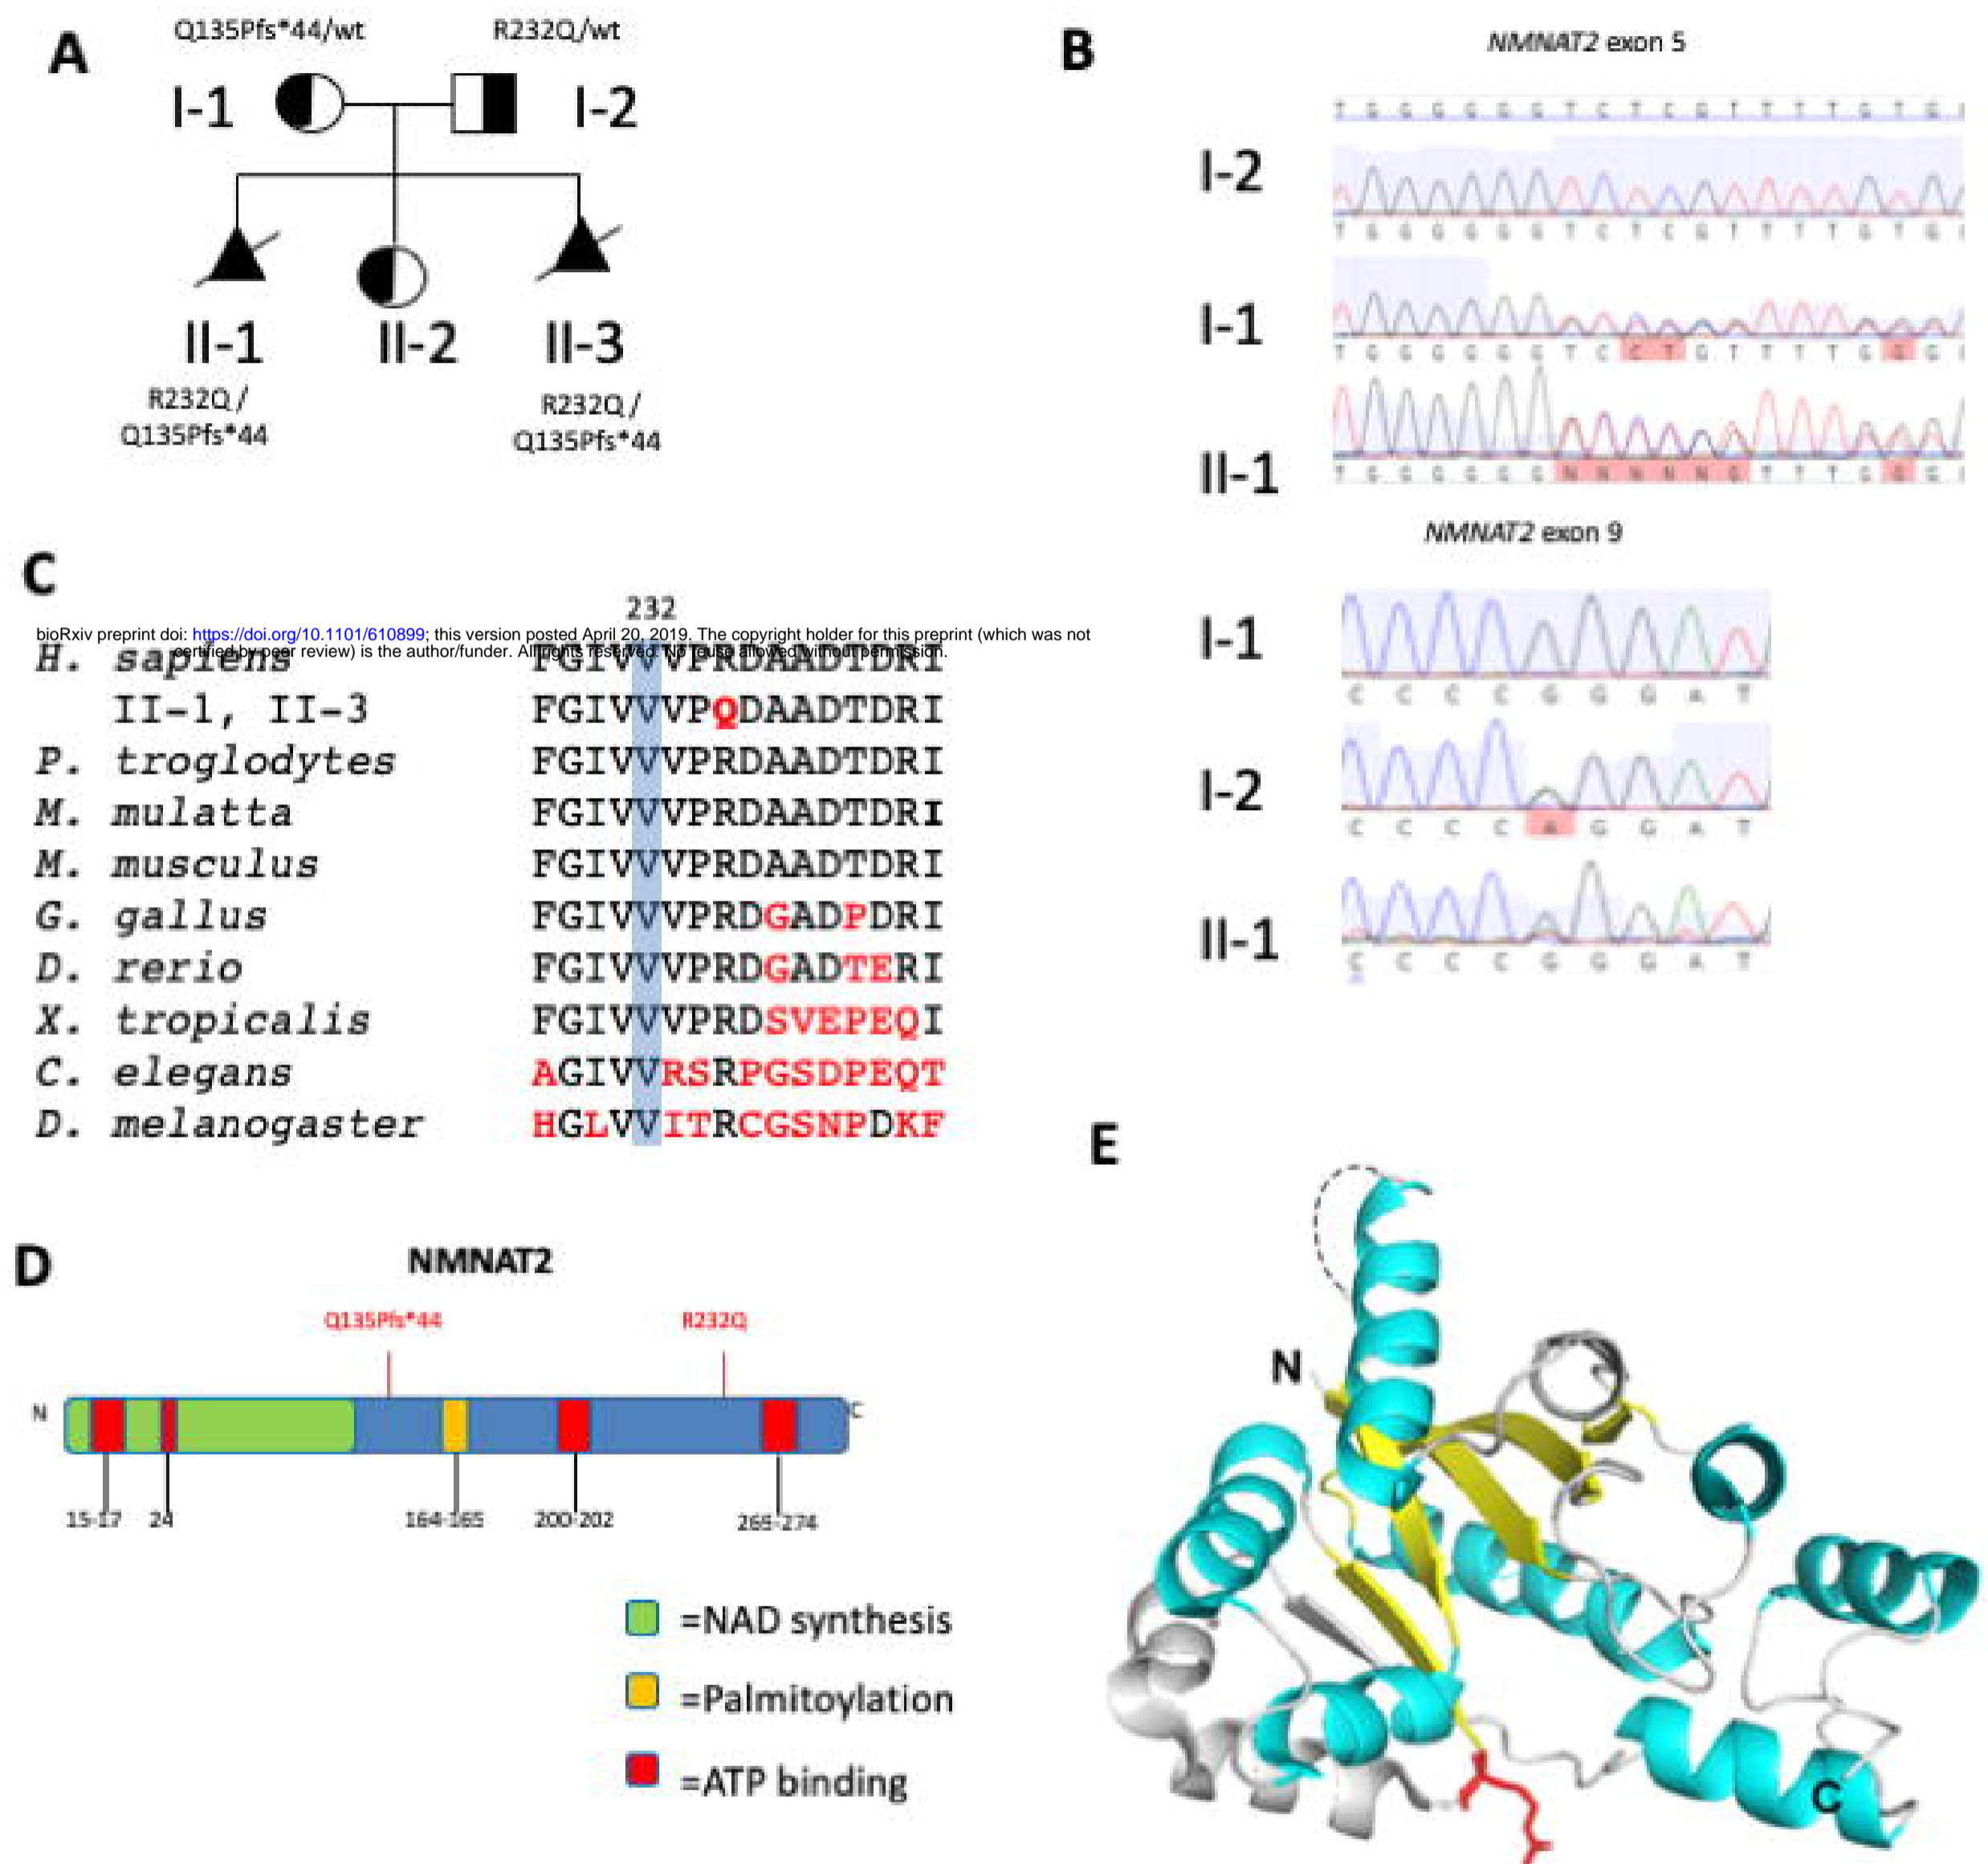 A
Q135Pfs*44/wt
R232Q/wt
I-1
I-2
II-1
II-2
II-3
R232Q /
Q135Pfs*44
R232Q /
Q135Pfs*44
B
NMNAT2 exon 5
T G G G G G G T C T C G T T T T G T G
I-2
T G G G G G G T C T C G T T T T G T G
I-1
T G G G G G G T C C T G T T T T G G G
II-1
T G G G G G G N N N N N G T T T G G G
NMNAT2 exon 9
I-1
C C C C G G G A T
I-2
C C C C A G G A T
II-1
C C C C G G G A T
C
232
bioRxiv preprint doi: https://doi.org/10.1101/610899; this version posted April 20, 2019. The copyright holder for this preprint (which was not
certified by peer review) is the author/funder. All rights reserved. No reuse allowed without permission.
H. sapiens FGIVVVPRDAADTDRI
II-1, II-3 FGIVVVPQDAADTDRI
P. troglodytes FGIVVVPRDAADTDRI
M. mulatta FGIVVVPRDAADTDRI
M. musculus FGIVVVPRDAADTDRI
G. gallus FGIVVVPRDGADPDRI
D. rerio FGIVVVPRDGADTERI
X. tropicalis FGIVVVPRDSVEPEQI
C. elegans AGIVVRSRPGSDPEQT
D. melanogaster HGLVVITRCGSNPDKF
D
NMNAT2
Q135Pfs*44
R232Q
N
C
15-17
24
164-165
200-202
265-274
=NAD synthesis
=Palmitoylation
=ATP binding
E
N
C